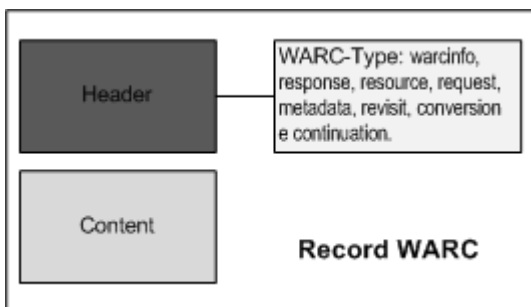 Header
WARC-Type: warcinfo,
response, resource, request,
metadata, revisit, conversion
e continuation.
Content
Record WARC